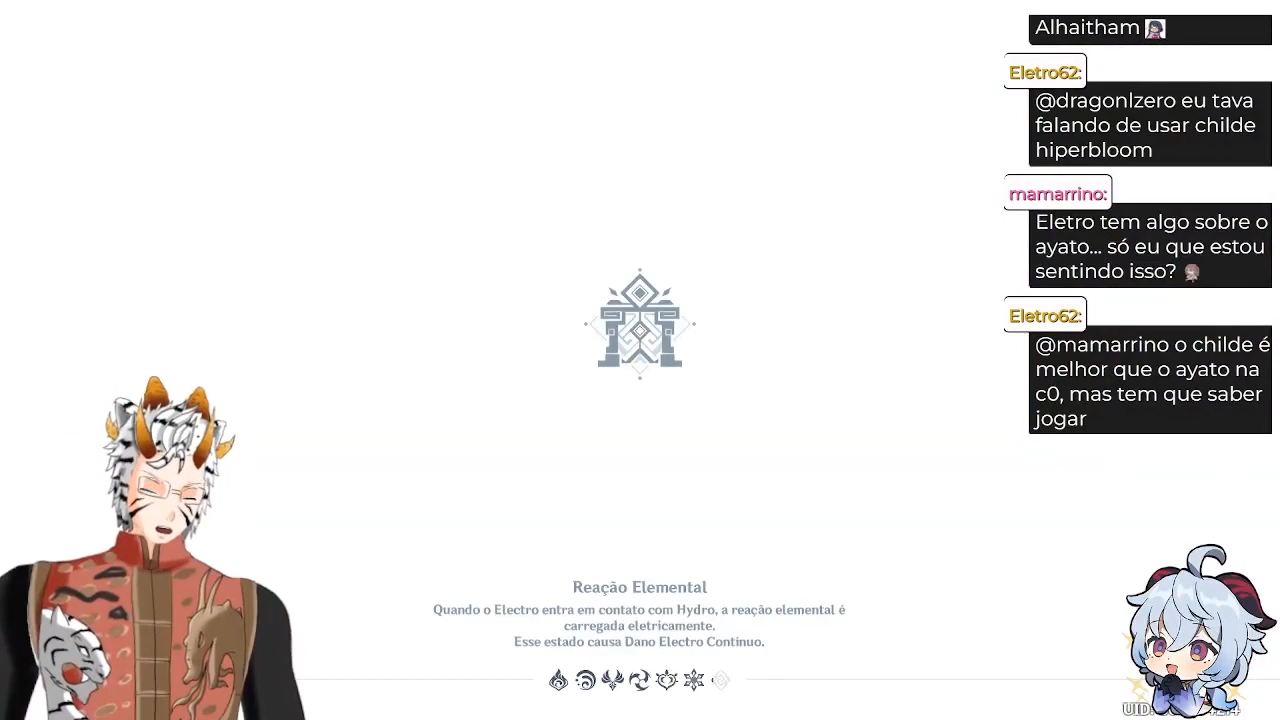 Alhaitham
Eletro62:
@dragonlzero eu tava
falando de usar childe
hiperbloom
mamarrino:
Eletro tem algo sobre o
ayato... só eu que estou
sentindo isso?
Eletro62:
@mamarrino o childe é
melhor que o ayato na
c0, mas tem que saber
jogar
Reação Elemental
Quando o Electro entra em contato com Hydro, a reação elemental é
carregada eletricamente.
Esse estado causa Dano Electro Contínuo.
UID: